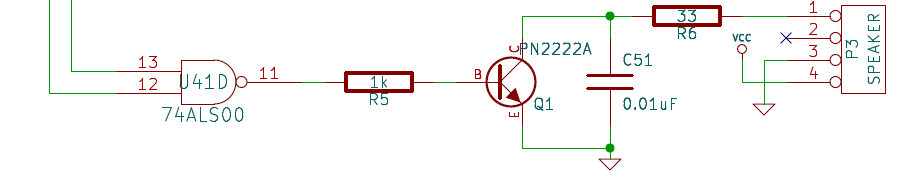 13
12
U41D
74ALS00
11
1k
R5
B
C
E
PN2222A
Q1
C51
0.01uF
33
R6
VCC
1
2
3
4
P3
SPEAKER